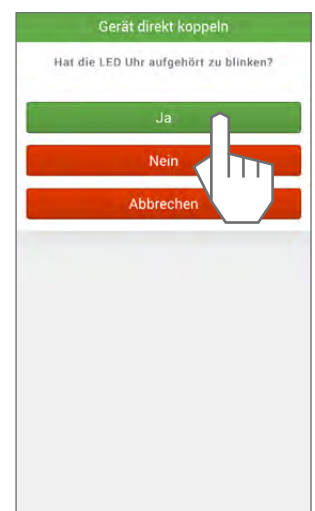 Gerät direkt koppeln
Hat die LED Uhr aufgehört zu blinken?
Ja
Nein
Abbrechen